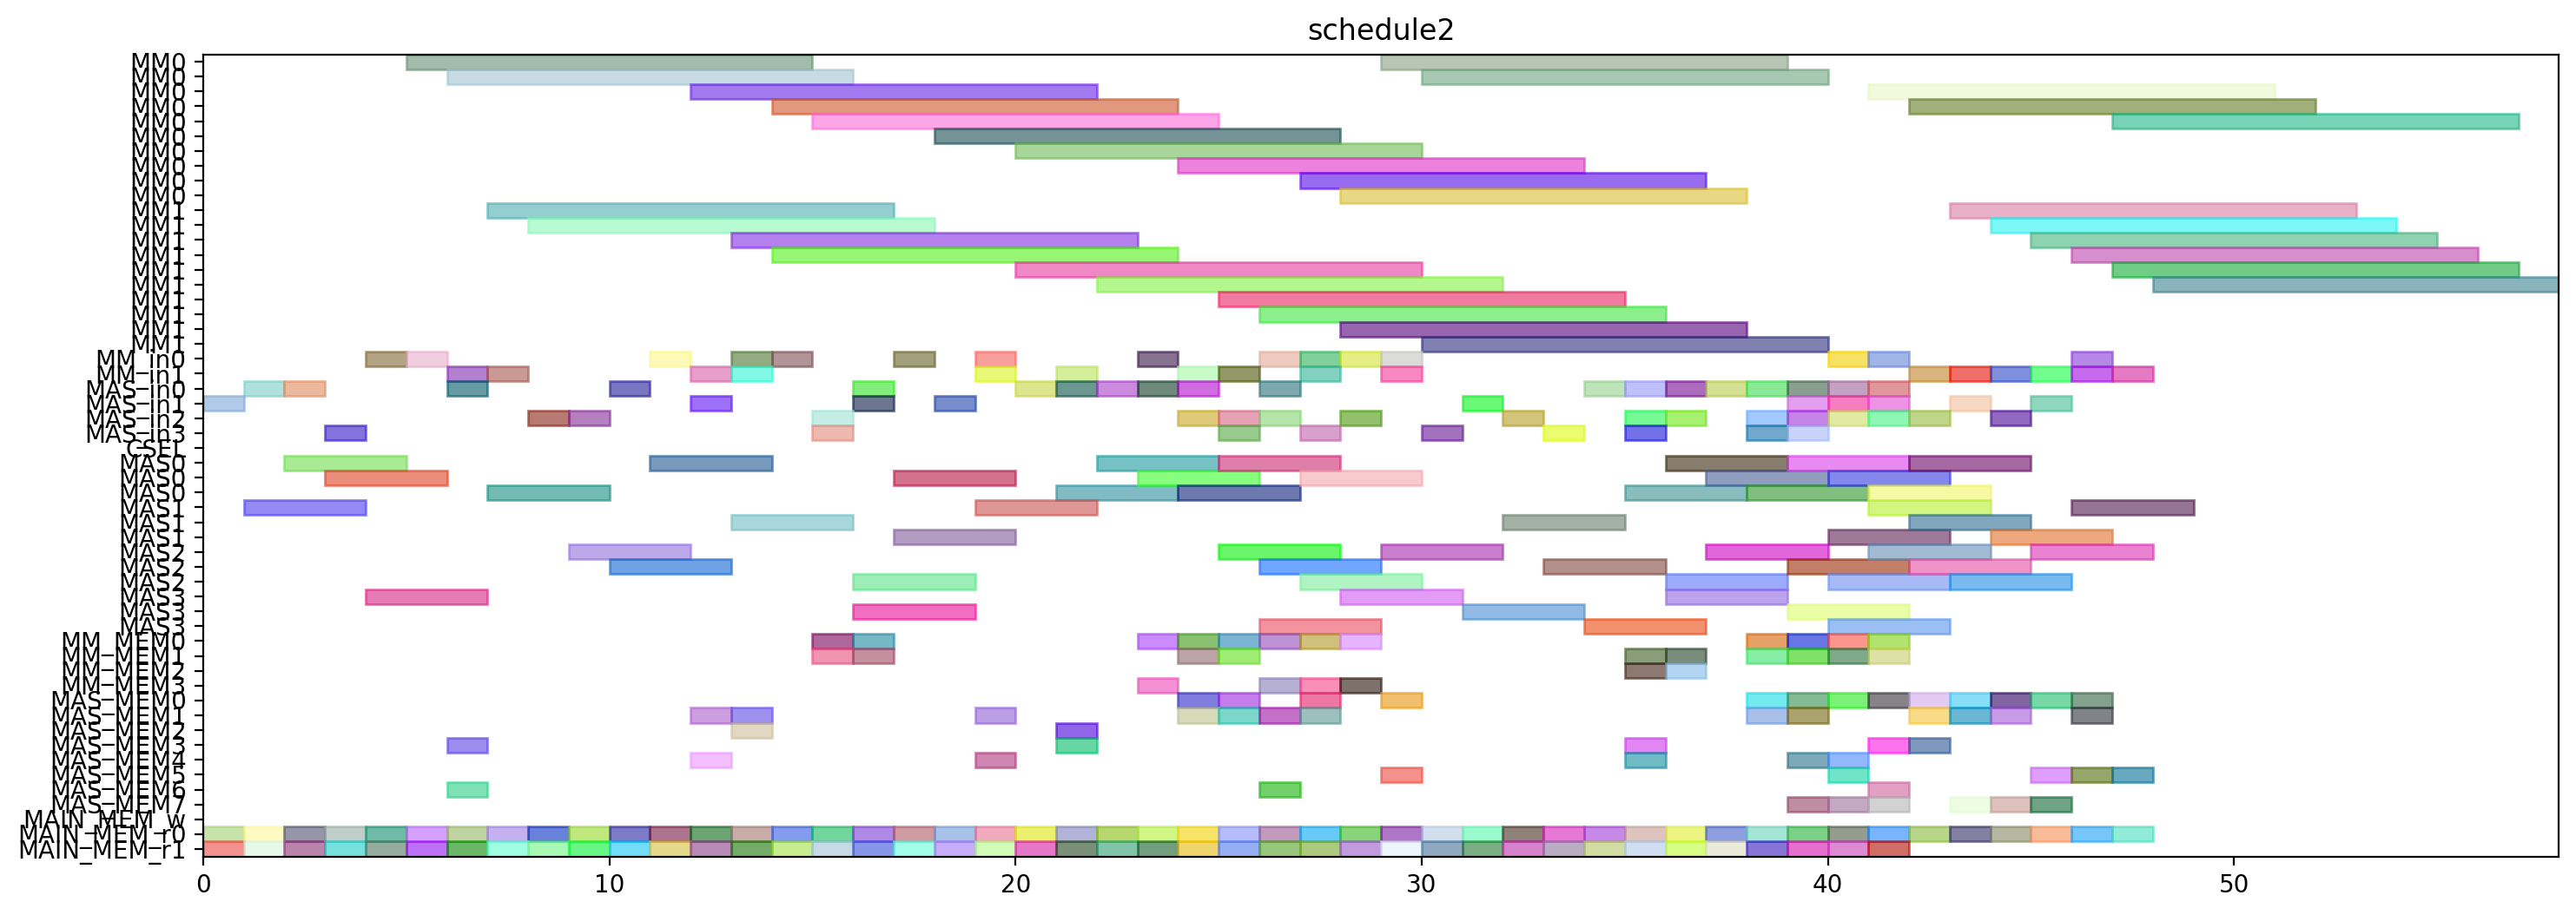 schedule2
MM0
MM0
MM0
MM0
MM0
MM0
MM0
MM0
MM0
MM0
MM1
MM1
MM1
MM1
MM1
MM1
MM1
MM1
MM1
MM1
MM_in0
MM_in1
MAS_in0
MAS_in1
MAS_in2
MAS_in3
CSEL
MAS0
MAS0
MAS0
MAS1
MAS1
MAS1
MAS2
MAS2
MAS2
MAS3
MAS3
MAS3
MM_MEM0
MM_MEM1
MM_MEM2
MM_MEM3
MAS_MEM0
MAS_MEM1
MAS_MEM2
MAS_MEM3
MAS_MEM4
MAS_MEM5
MAS_MEM6
MAS_MEM7
MAIN_MEM_w
MAIN_MEM_r0
MAIN_MEM_r1
0 10 20 30 40 50